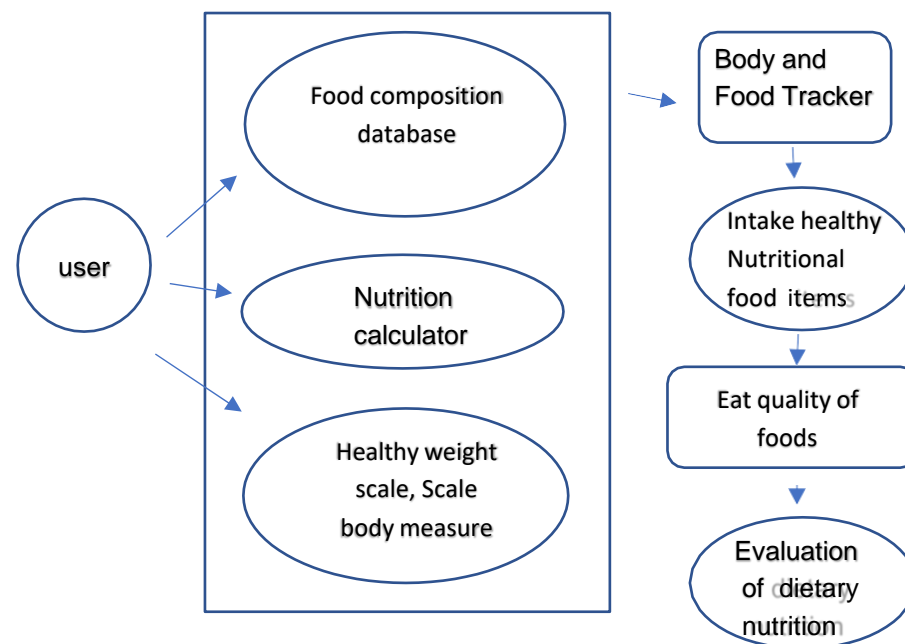 user
Food composition
database
Nutrition
calculator
Healthy weight
scale, Scale
body measure
Body and
Food Tracker
Intake healthy
Nutritional
food items
Eat quality of
foods
Evaluation
of dietary
nutrition